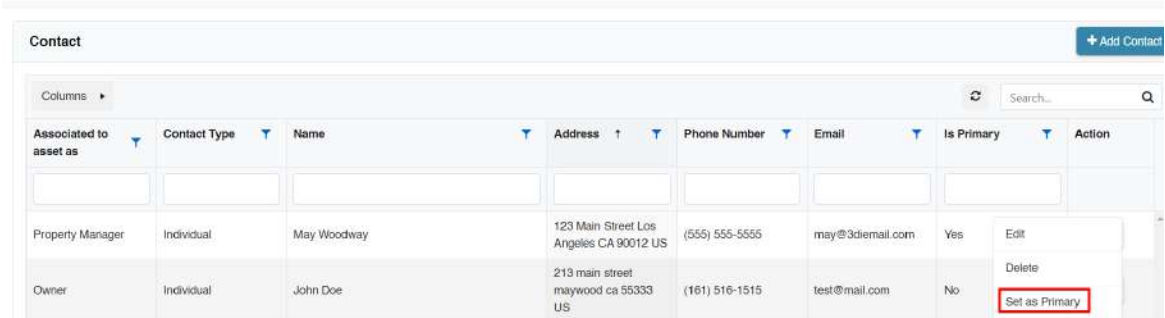 Contact
+ Add Contact
Columns
Search...
Associated to asset as Contact Type Name Address ↑ Phone Number Email Is Primary Action
Property Manager Individual May Woodway 123 Main Street Los Angeles CA 90012 US (555) 555-5555 may@3diemail.com Yes
Edit
Delete
Owner Individual John Doe 213 main street maywood ca 55333 US (161) 516-1515 test@mail.com No
Set as Primary